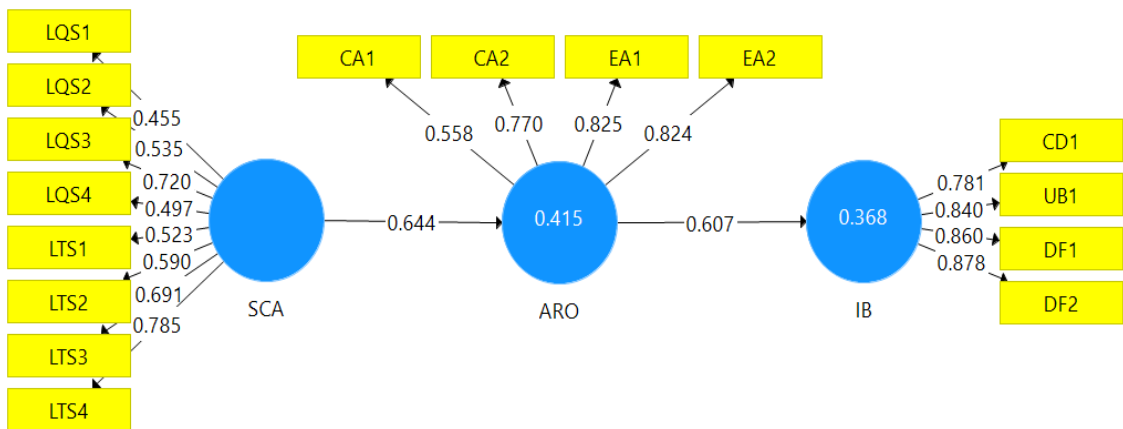 LQS1
LQS2
LQS3
LQS4
LTS1
LTS2
LTS3
LTS4
0.455
0.535
0.720
0.497
0.523
0.590
0.691
0.785
SCA
0.644
CA1
CA2
EA1
EA2
0.558
0.770
0.825
0.824
0.415
ARO
0.607
0.368
IB
0.781
0.840
0.860
0.878
CD1
UB1
DF1
DF2